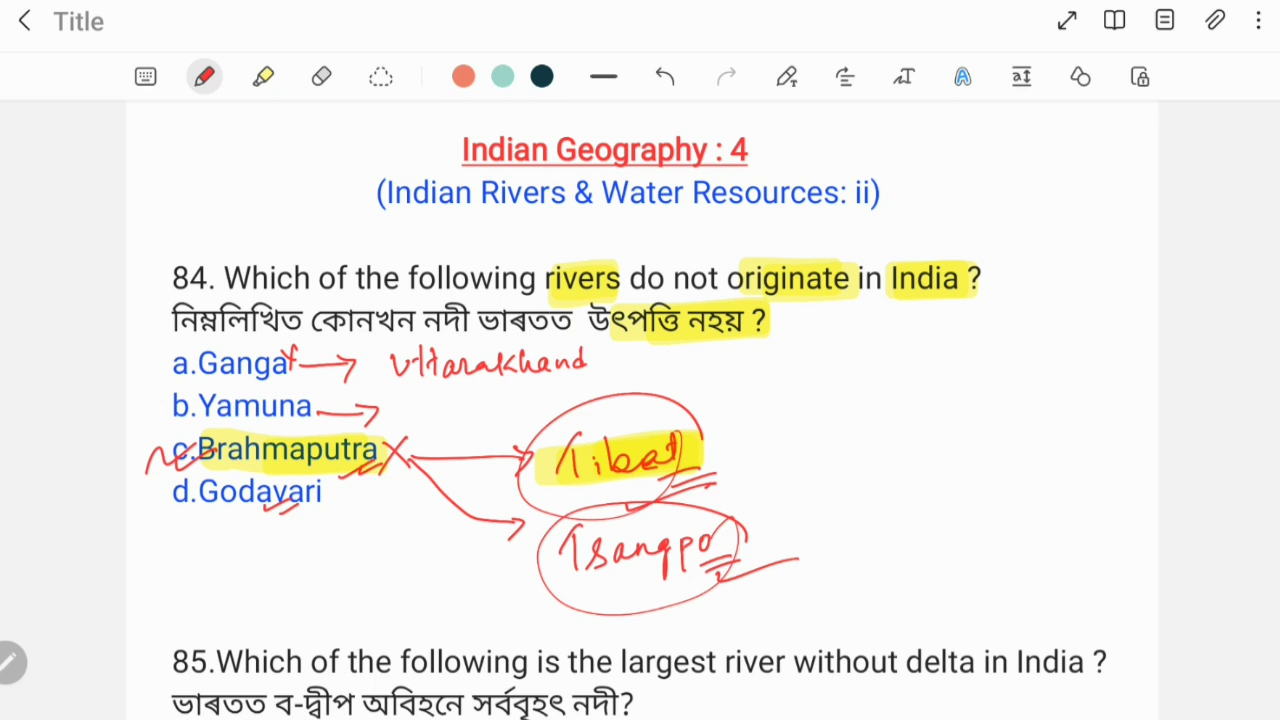 Title
Indian Geography : 4
(Indian Rivers & Water Resources: ii)
84. Which of the following rivers do not originate in India ?
নিম্নলিখিত কোনখন নদী ভাৰতত উৎপত্তি নহয় ?
a.Ganga → Uttarakhand
b.Yamuna →
c.Brahmaputra Tibet
d.Godavari
Tsangpo
85.Which of the following is the largest river without delta in India ?
ভাৰতত ব-দ্বীপ অবিহনে সৰ্ববৃহৎ নদী?